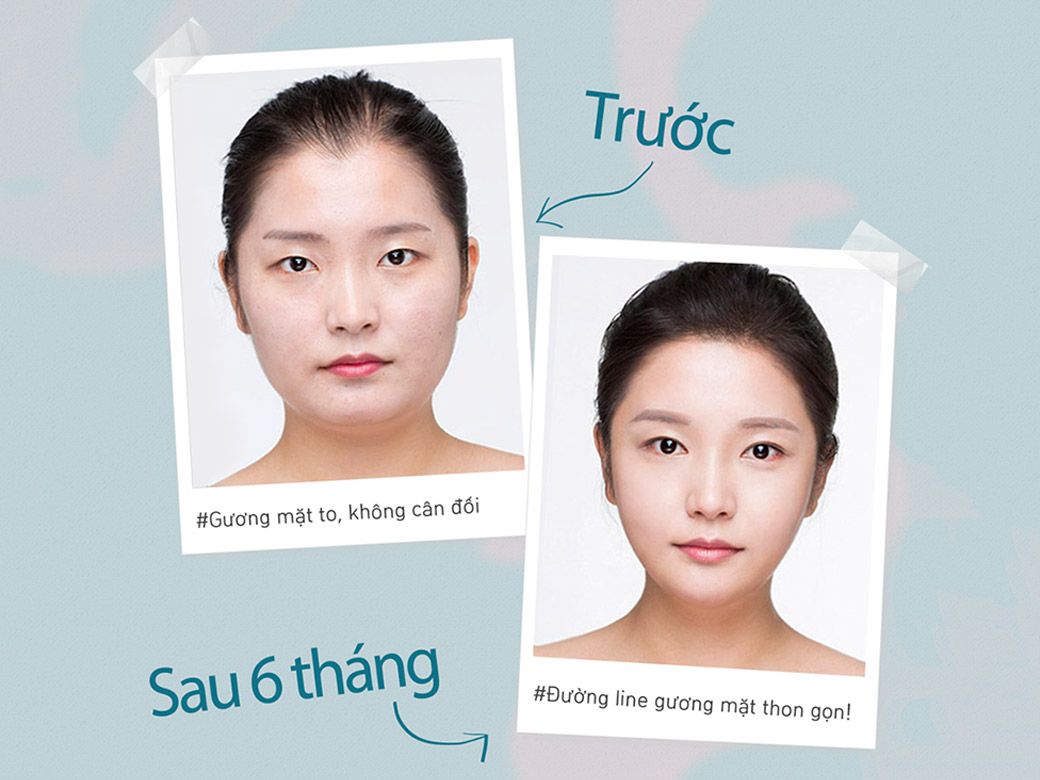 Trước
#Gương mặt to, không cân đối
Sau 6 tháng
#Đường line gương mặt thon gọn!